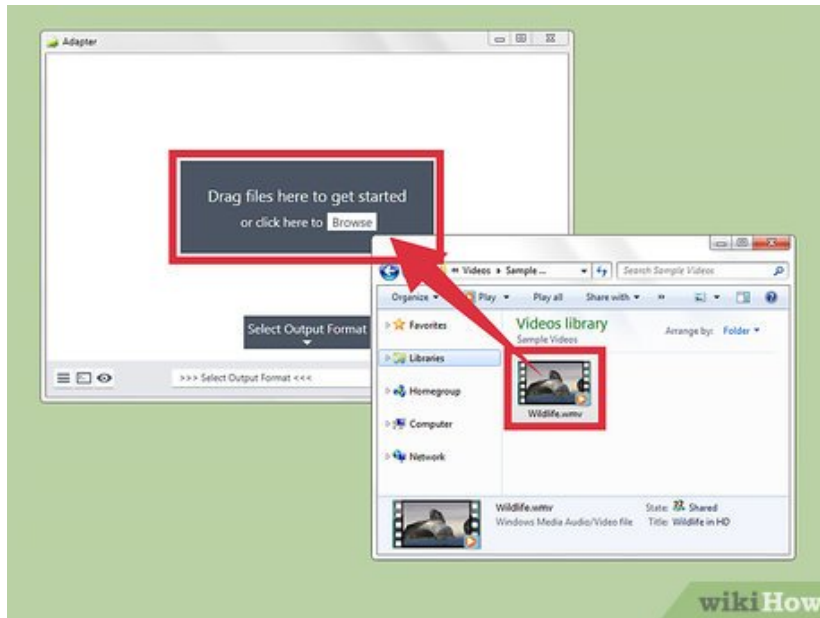 Adapter
Drag files here to get started
or click here to Browse
Select Output Format
>>> Select Output Format <<<
Videos ▸ Sample ...
Search Sample Videos
Organize
Play
Play all
Share with
»
Favorites
Libraries
Homegroup
Computer
Network
Videos library
Sample Videos
Arrange by: Folder
Wildlife.wmv
Wildlife.wmv
State: Shared
Windows Media Audio/Video file
Title: Wildlife in HD
wikiHow